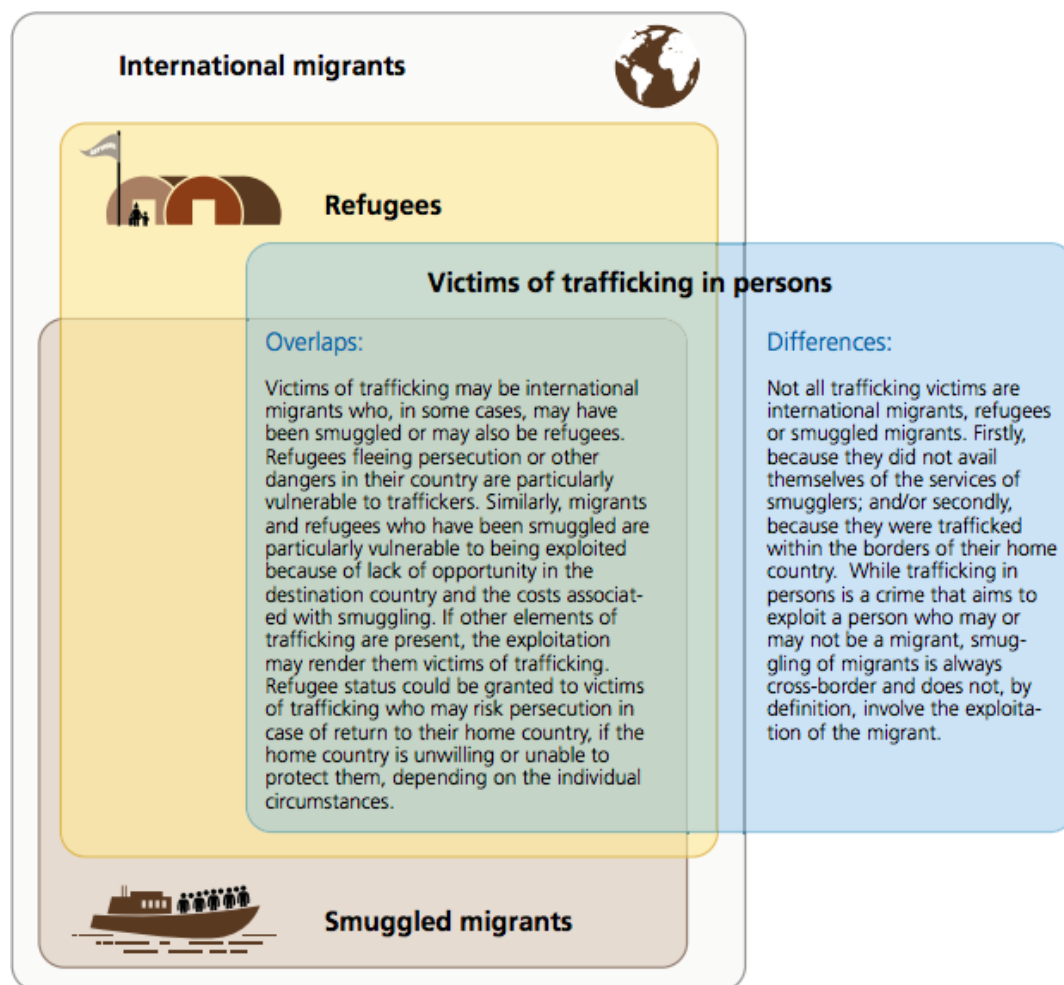 International migrants
Refugees
Victims of trafficking in persons
Overlaps:
Victims of trafficking may be international
migrants who, in some cases, may have
been smuggled or may also be refugees.
Refugees fleeing persecution or other
dangers in their country are particularly
vulnerable to traffickers. Similarly, migrants
and refugees who have been smuggled are
particularly vulnerable to being exploited
because of lack of opportunity in the
destination country and the costs associat-
ed with smuggling. If other elements of
trafficking are present, the exploitation
may render them victims of trafficking.
Refugee status could be granted to victims
of trafficking who may risk persecution in
case of return to their home country, if the
home country is unwilling or unable to
protect them, depending on the individual
circumstances.
Differences:
Not all trafficking victims are
international migrants, refugees
or smuggled migrants. Firstly,
because they did not avail
themselves of the services of
smugglers; and/or secondly,
because they were trafficked
within the borders of their home
country.  While trafficking in
persons is a crime that aims to
exploit a person who may or
may not be a migrant, smug-
gling of migrants is always
cross-border and does not, by
definition, involve the exploita-
tion of the migrant.
Smuggled migrants